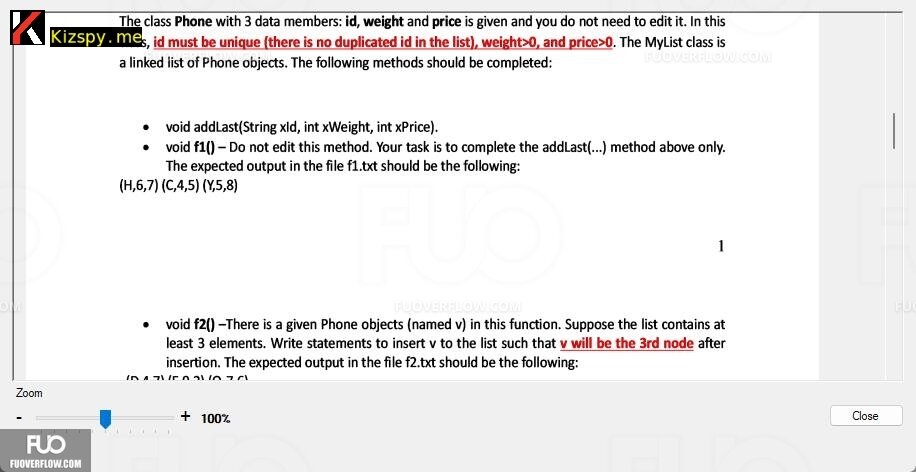 The class Phone with 3 data members: id, weight and price is given and you do not need to edit it. In this
Kizspy.me
s, id must be unique (there is no duplicated id in the list), weight>0, and price>0. The MyList class is
FUOVERFLOW.COM
a linked list of Phone objects. The following methods should be completed:
• void addLast(String xId, int xWeight, int xPrice).
• void f1() – Do not edit this method. Your task is to complete the addLast(...) method above only.
The expected output in the file f1.txt should be the following:
(H,6,7) (C,4,5) (Y,5,8)
1
FUOVERFLOW.COM
• void f2() –There is a given Phone objects (named v) in this function. Suppose the list contains at
least 3 elements. Write statements to insert v to the list such that v will be the 3rd node after
insertion. The expected output in the file f2.txt should be the following:
Zoom
- + 100%
Close
FUO
FUOVERFLOW.COM